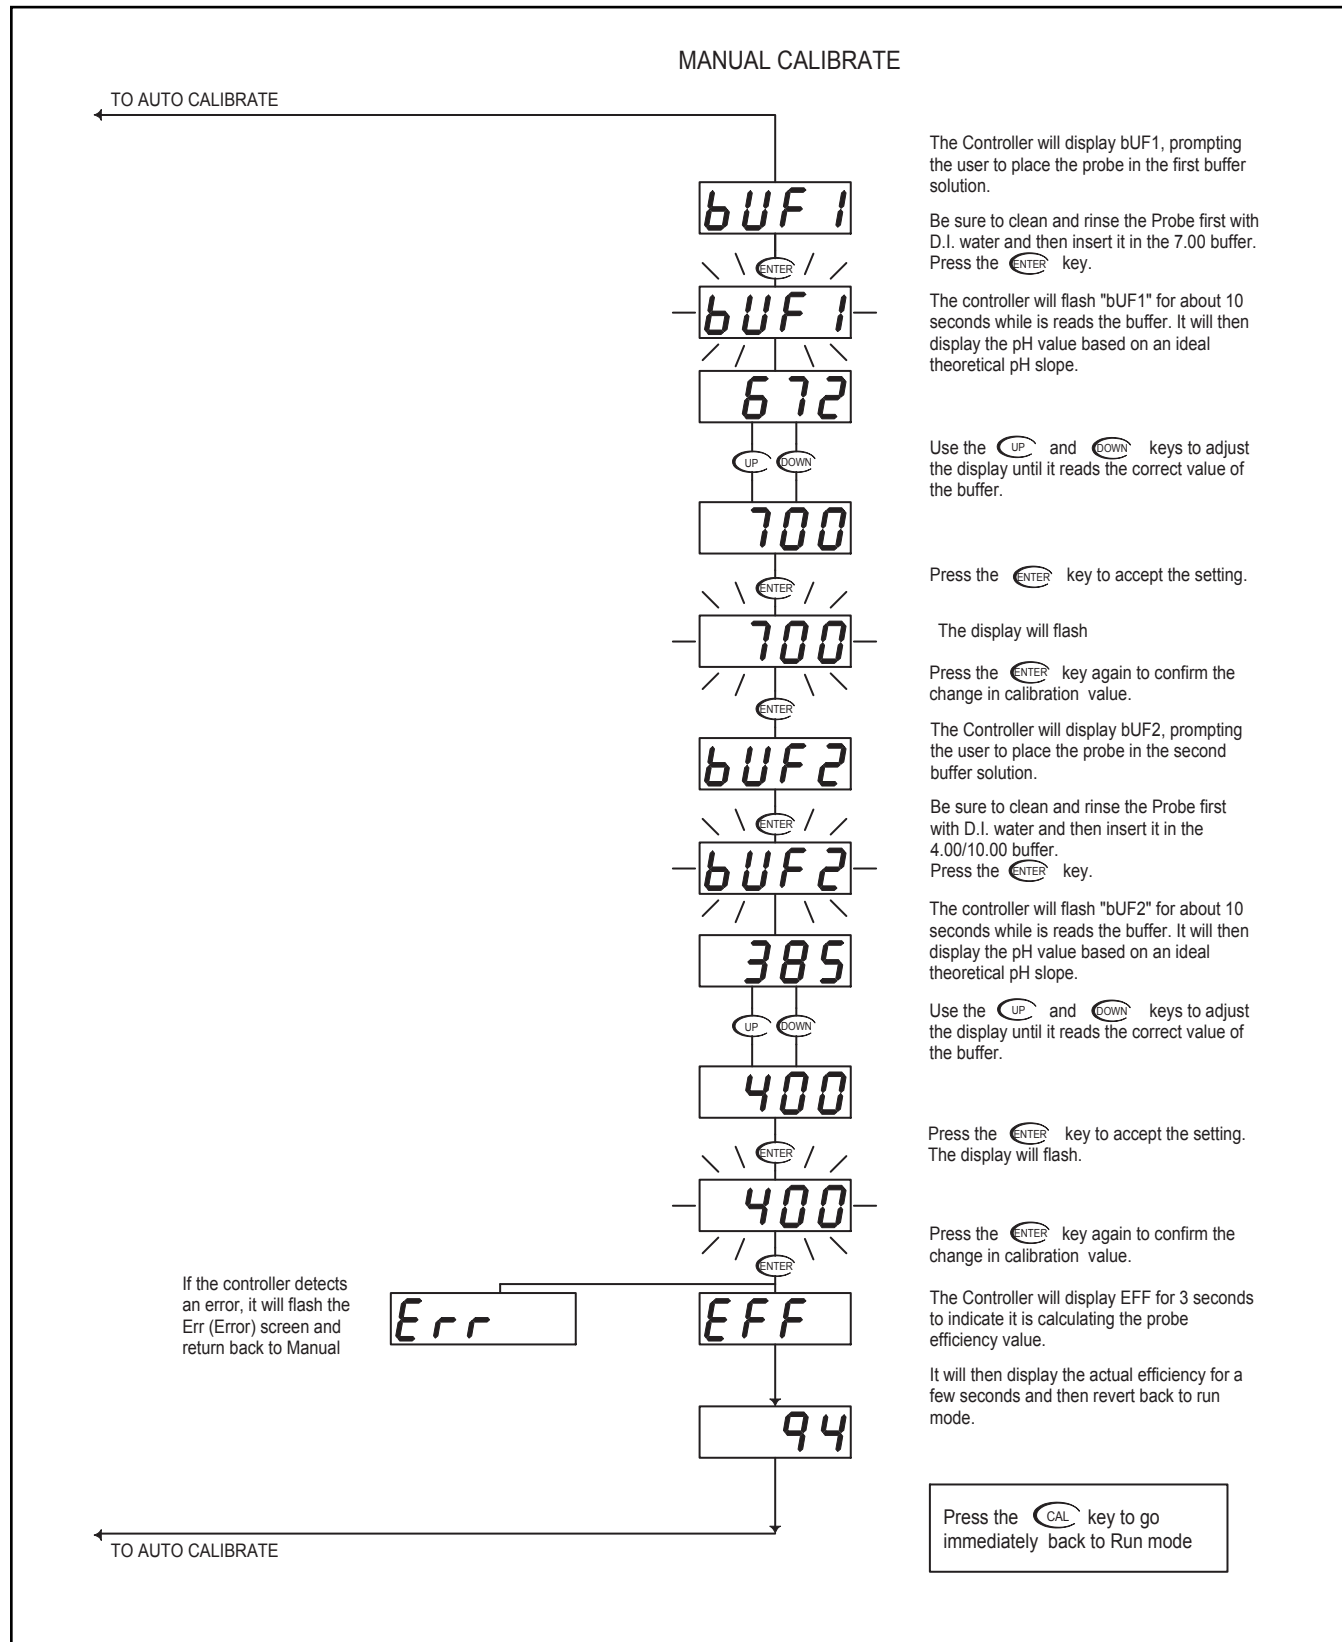 MANUAL CALIBRATE
TO AUTO CALIBRATE
The Controller will display bUF1, prompting
the user to place the probe in the first buffer
solution.
bUF1
Be sure to clean and rinse the Probe first with
D.I. water and then insert it in the 7.00 buffer.
Press the ENTER key.
ENTER
bUF1
The controller will flash "bUF1" for about 10
seconds while is reads the buffer. It will then
display the pH value based on an ideal
theoretical pH slope.
672
Use the UP and DOWN keys to adjust
the display until it reads the correct value of
the buffer.
UP DOWN
700
Press the ENTER key to accept the setting.
ENTER
The display will flash
700
Press the ENTER key again to confirm the
change in calibration value.
ENTER
The Controller will display bUF2, prompting
the user to place the probe in the second
buffer solution.
bUF2
Be sure to clean and rinse the Probe first
with D.I. water and then insert it in the
4.00/10.00 buffer.
Press the ENTER key.
ENTER
bUF2
The controller will flash "bUF2" for about 10
seconds while is reads the buffer. It will then
display the pH value based on an ideal
theoretical pH slope.
385
Use the UP and DOWN keys to adjust
the display until it reads the correct value of
the buffer.
UP DOWN
400
Press the ENTER key to accept the setting.
The display will flash.
ENTER
400
Press the ENTER key again to confirm the
change in calibration value.
ENTER
If the controller detects
an error, it will flash the
Err (Error) screen and
return back to Manual
Err
EFF
The Controller will display EFF for 3 seconds
to indicate it is calculating the probe
efficiency value.
It will then display the actual efficiency for a
few seconds and then revert back to run
mode.
94
Press the CAL key to go
immediately back to Run mode
TO AUTO CALIBRATE